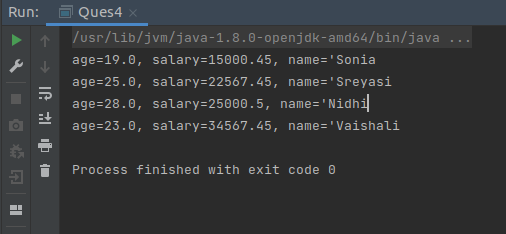 Run: Ques4 ×
/usr/lib/jvm/java-1.8.0-openjdk-amd64/bin/java ...
age=19.0, salary=15000.45, name='Sonia
age=25.0, salary=22567.45, name='Sreyasi
age=28.0, salary=25000.5, name='Nidhi
age=23.0, salary=34567.45, name='Vaishali
Process finished with exit code 0